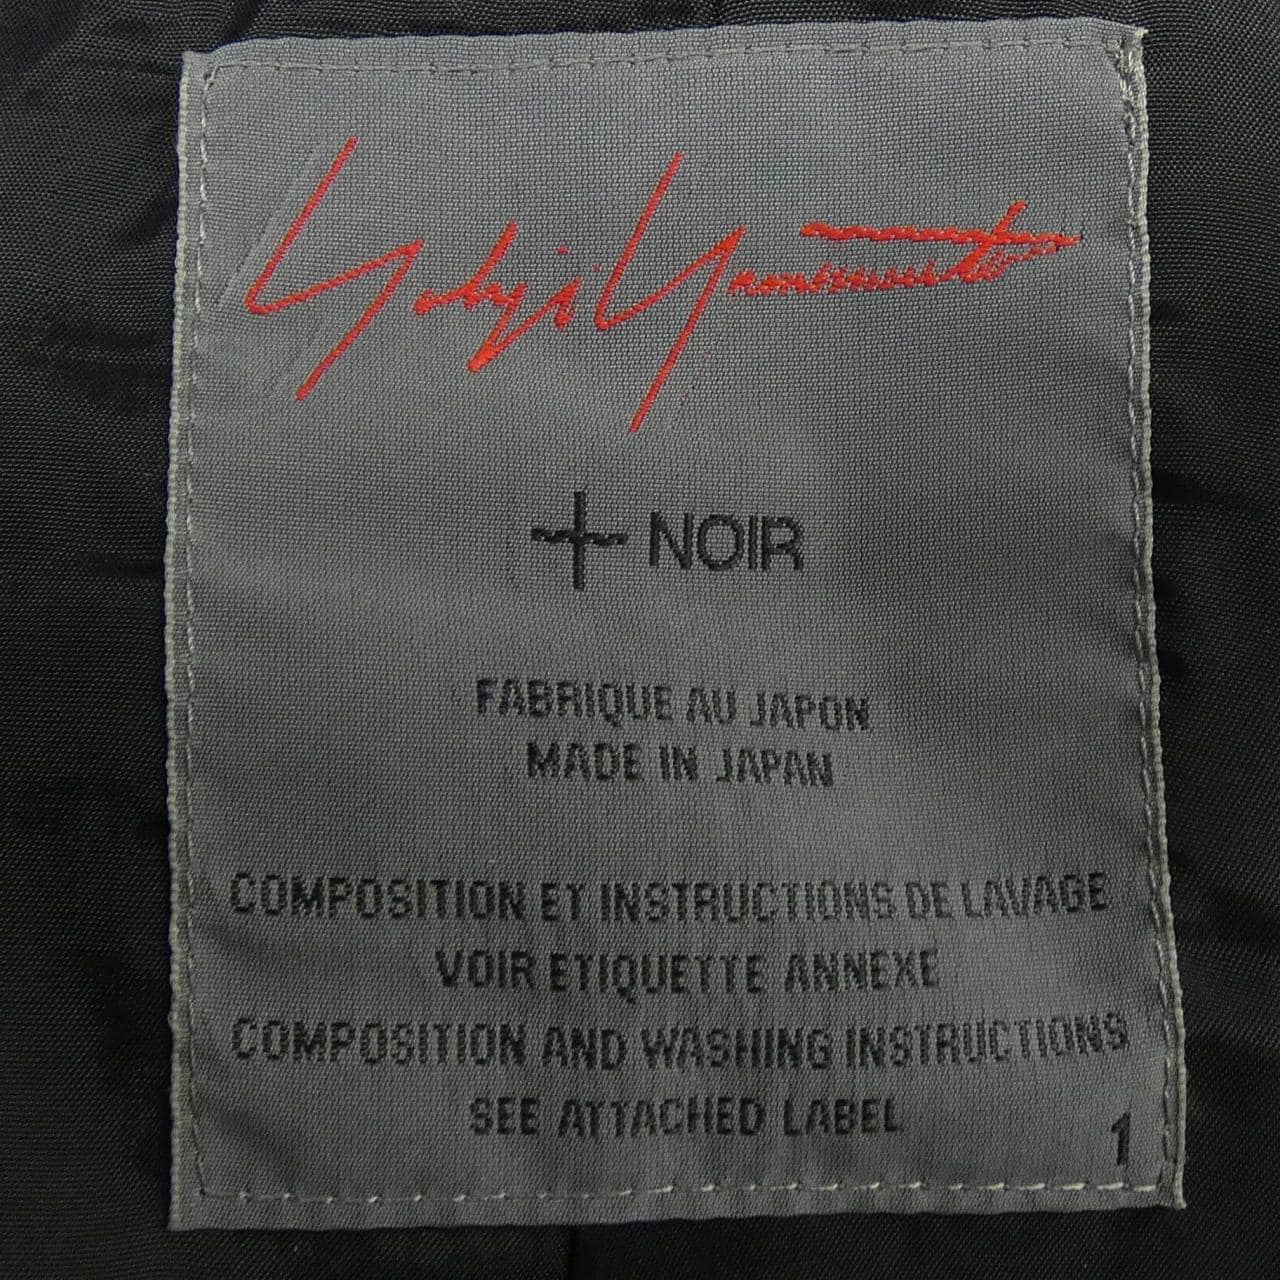 Yohji Yamamoto
+ NOIR
FABRIQUE AU JAPON
MADE IN JAPAN
COMPOSITION ET INSTRUCTIONS DE LAVAGE
VOIR ETIQUETTE ANNEXE
COMPOSITION AND WASHING INSTRUCTIONS
SEE ATTACHED LABEL
1